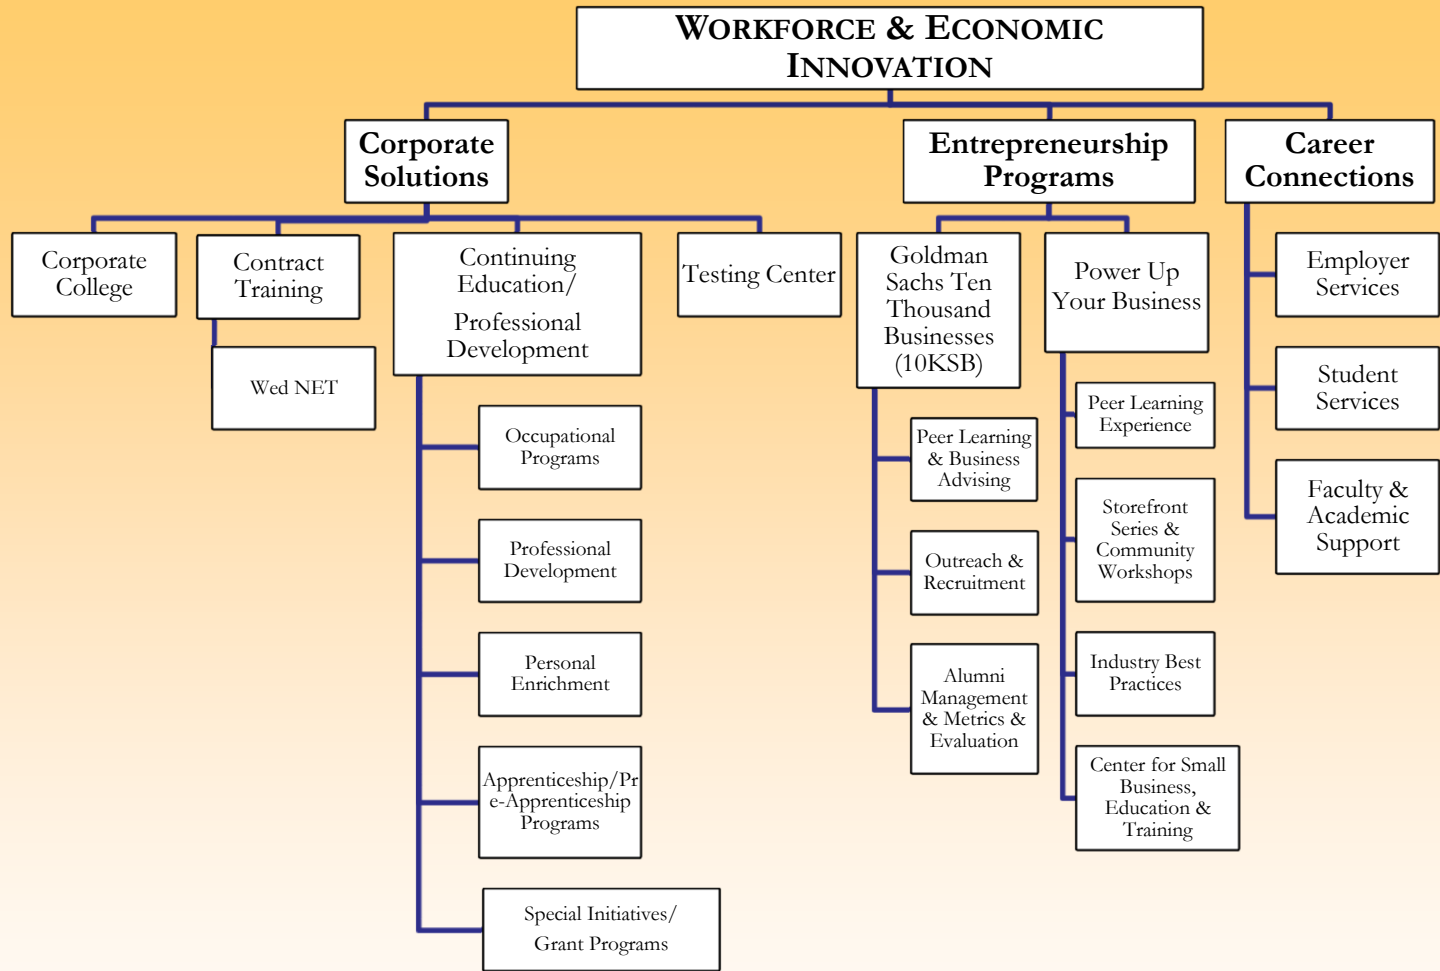 WORKFORCE & ECONOMIC
INNOVATION
Corporate
Solutions
Entrepreneurship
Programs
Career
Connections
Corporate
College
Contract
Training
Continuing
Education/
Professional
Development
Testing Center
Goldman
Sachs Ten
Thousand
Businesses
(10KSB)
Power Up
Your Business
Employer
Services
Wed NET
Student
Services
Peer Learning
Experience
Occupational
Programs
Peer Learning
& Business
Advising
Faculty &
Academic
Support
Storefront
Series &
Community
Workshops
Professional
Development
Outreach &
Recruitment
Personal
Enrichment
Alumni
Management
& Metrics &
Evaluation
Industry Best
Practices
Apprenticeship/Pr
e-Apprenticeship
Programs
Center for Small
Business,
Education &
Training
Special Initiatives/
Grant Programs